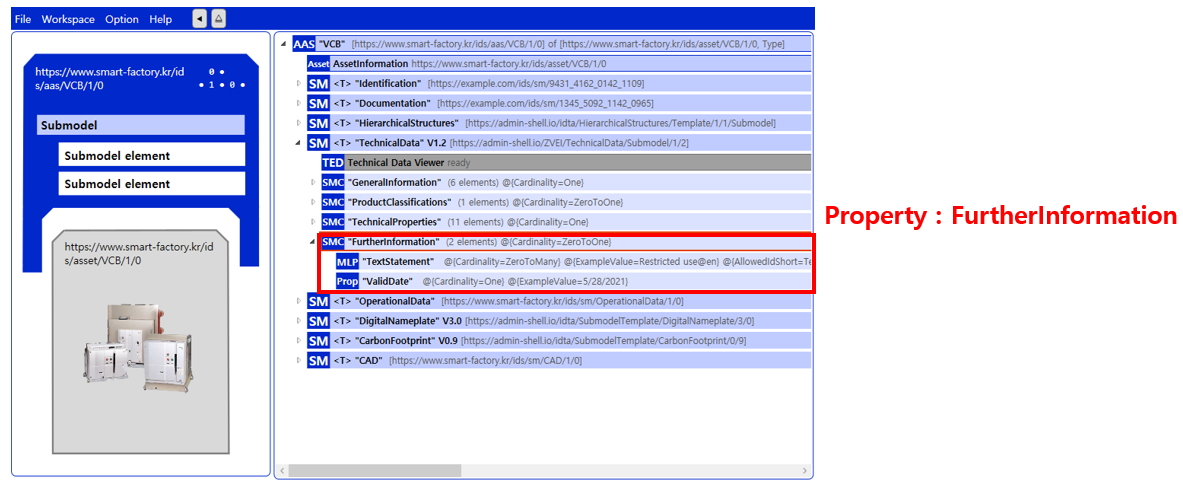 File Workspace Option Help
https://www.smart-factory.kr/id
s/aas/VCB/1/0
0
1 0
Submodel
Submodel element
Submodel element
https://www.smart-factory.kr/id
s/asset/VCB/1/0
AAS "VCB" [https://www.smart-factory.kr/ids/aas/VCB/1/0] of [https://www.smart-factory.kr/ids/asset/VCB/1/0, Type]
Asset AssetInformation https://www.smart-factory.kr/ids/asset/VCB/1/0
SM <T> "Identification" [https://example.com/ids/sm/9431_4162_0142_1109]
SM <T> "Documentation" [https://example.com/ids/sm/1345_5092_1142_0965]
SM <T> "HierarchicalStructures" [https://admin-shell.io/idta/HierarchicalStructures/Template/1/1/Submodel]
SM <T> "TechnicalData" V1.2 [https://admin-shell.io/ZVEI/TechnicalData/Submodel/1/2]
TED Technical Data Viewer ready
SMC "GeneralInformation" (6 elements) @{Cardinality=One}
SMC "ProductClassifications" (1 elements) @{Cardinality=ZeroToOne}
SMC "TechnicalProperties" (11 elements) @{Cardinality=One}
SMC "FurtherInformation" (2 elements) @{Cardinality=ZeroToOne}
MLP "TextStatement" @{Cardinality=ZeroToMany} @{ExampleValue=Restricted use@en} @{AllowedIdShort=Te
Prop "ValidDate" @{Cardinality=One} @{ExampleValue=5/28/2021}
SM <T> "OperationalData" [https://www.smart-factory.kr/ids/sm/OperationalData/1/0]
SM <T> "DigitalNameplate" V3.0 [https://admin-shell.io/idta/SubmodelTemplate/DigitalNameplate/3/0]
SM <T> "CarbonFootprint" V0.9 [https://admin-shell.io/idta/SubmodelTemplate/CarbonFootprint/0/9]
SM <T> "CAD" [https://www.smart-factory.kr/ids/sm/CAD/1/0]
Property : FurtherInformation